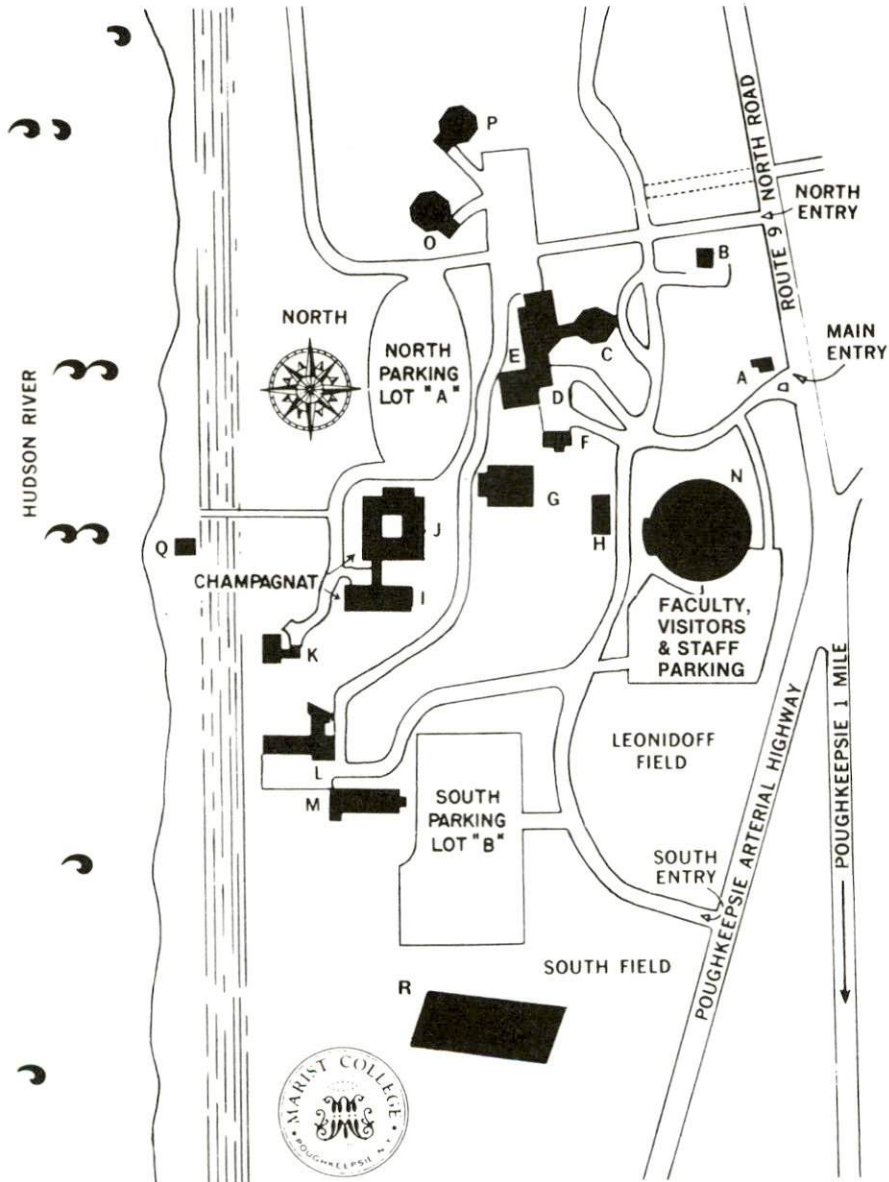 P
O
B
NORTH
ENTRY
ROUTE 9 NORTH ROAD
MAIN
ENTRY
A
C
E
D
F
NORTH
NORTH
PARKING
LOT "A"
HUDSON RIVER
G
H
N
J
Q
CHAMPAGNAT
I
K
FACULTY,
VISITORS
& STAFF
PARKING
L
M
LEONIDOFF
FIELD
SOUTH
PARKING
LOT "B"
SOUTH
ENTRY
POUGHKEEPSIE ARTERIAL HIGHWAY
POUGHKEEPSIE 1 MILE
SOUTH FIELD
R
MARIST COLLEGE
POUGHKEEPSIE N.Y.